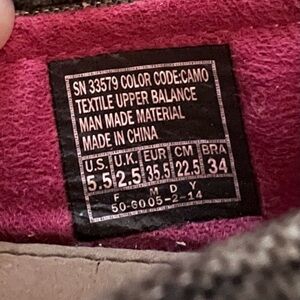 SN 33579 COLOR CODE:CAMO
TEXTILE UPPER BALANCE
MAN MADE MATERIAL
MADE IN CHINA
U.S. U.K. EUR CM BRA
5.5 2.5 35.5 22.5 34
F M D Y
50-6005-2-14